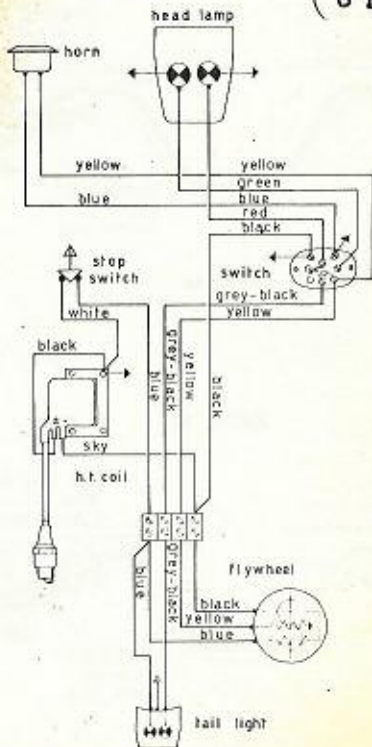 head lamp
horn
yellow
yellow
green
blue
blue
red
black
stop
switch
switch
grey-black
yellow
white
black
blue
grey-black
yellow
black
sky
h.t. coil
blue
grey-black
flywheel
black
yellow
blue
tail light